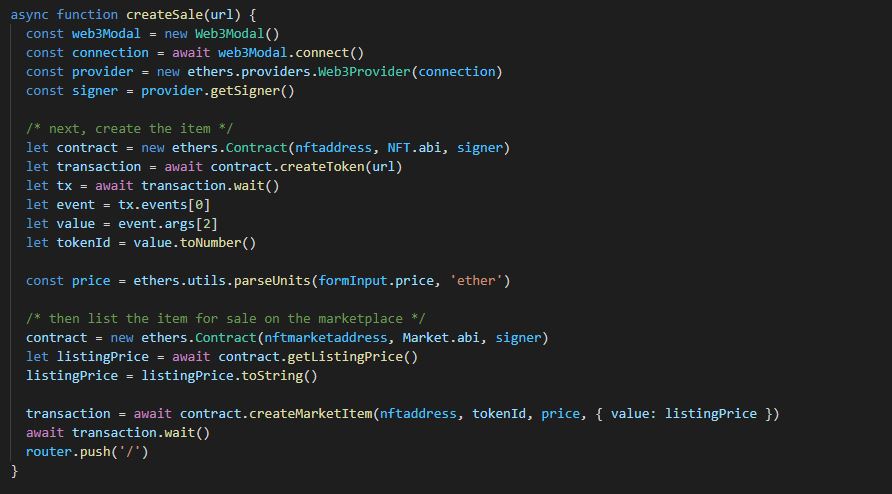 async function createSale(url) {
const web3Modal = new Web3Modal()
const connection = await web3Modal.connect()
const provider = new ethers.providers.Web3Provider(connection)
const signer = provider.getSigner()
/* next, create the item */
let contract = new ethers.Contract(nftaddress, NFT.abi, signer)
let transaction = await contract.createToken(url)
let tx = await transaction.wait()
let event = tx.events[0]
let value = event.args[2]
let tokenId = value.toNumber()
const price = ethers.utils.parseUnits(formInput.price, 'ether')
/* then list the item for sale on the marketplace */
contract = new ethers.Contract(nftmarketaddress, Market.abi, signer)
let listingPrice = await contract.getListingPrice()
listingPrice = listingPrice.toString()
transaction = await contract.createMarketItem(nftaddress, tokenId, price, { value: listingPrice })
await transaction.wait()
router.push('/')
}